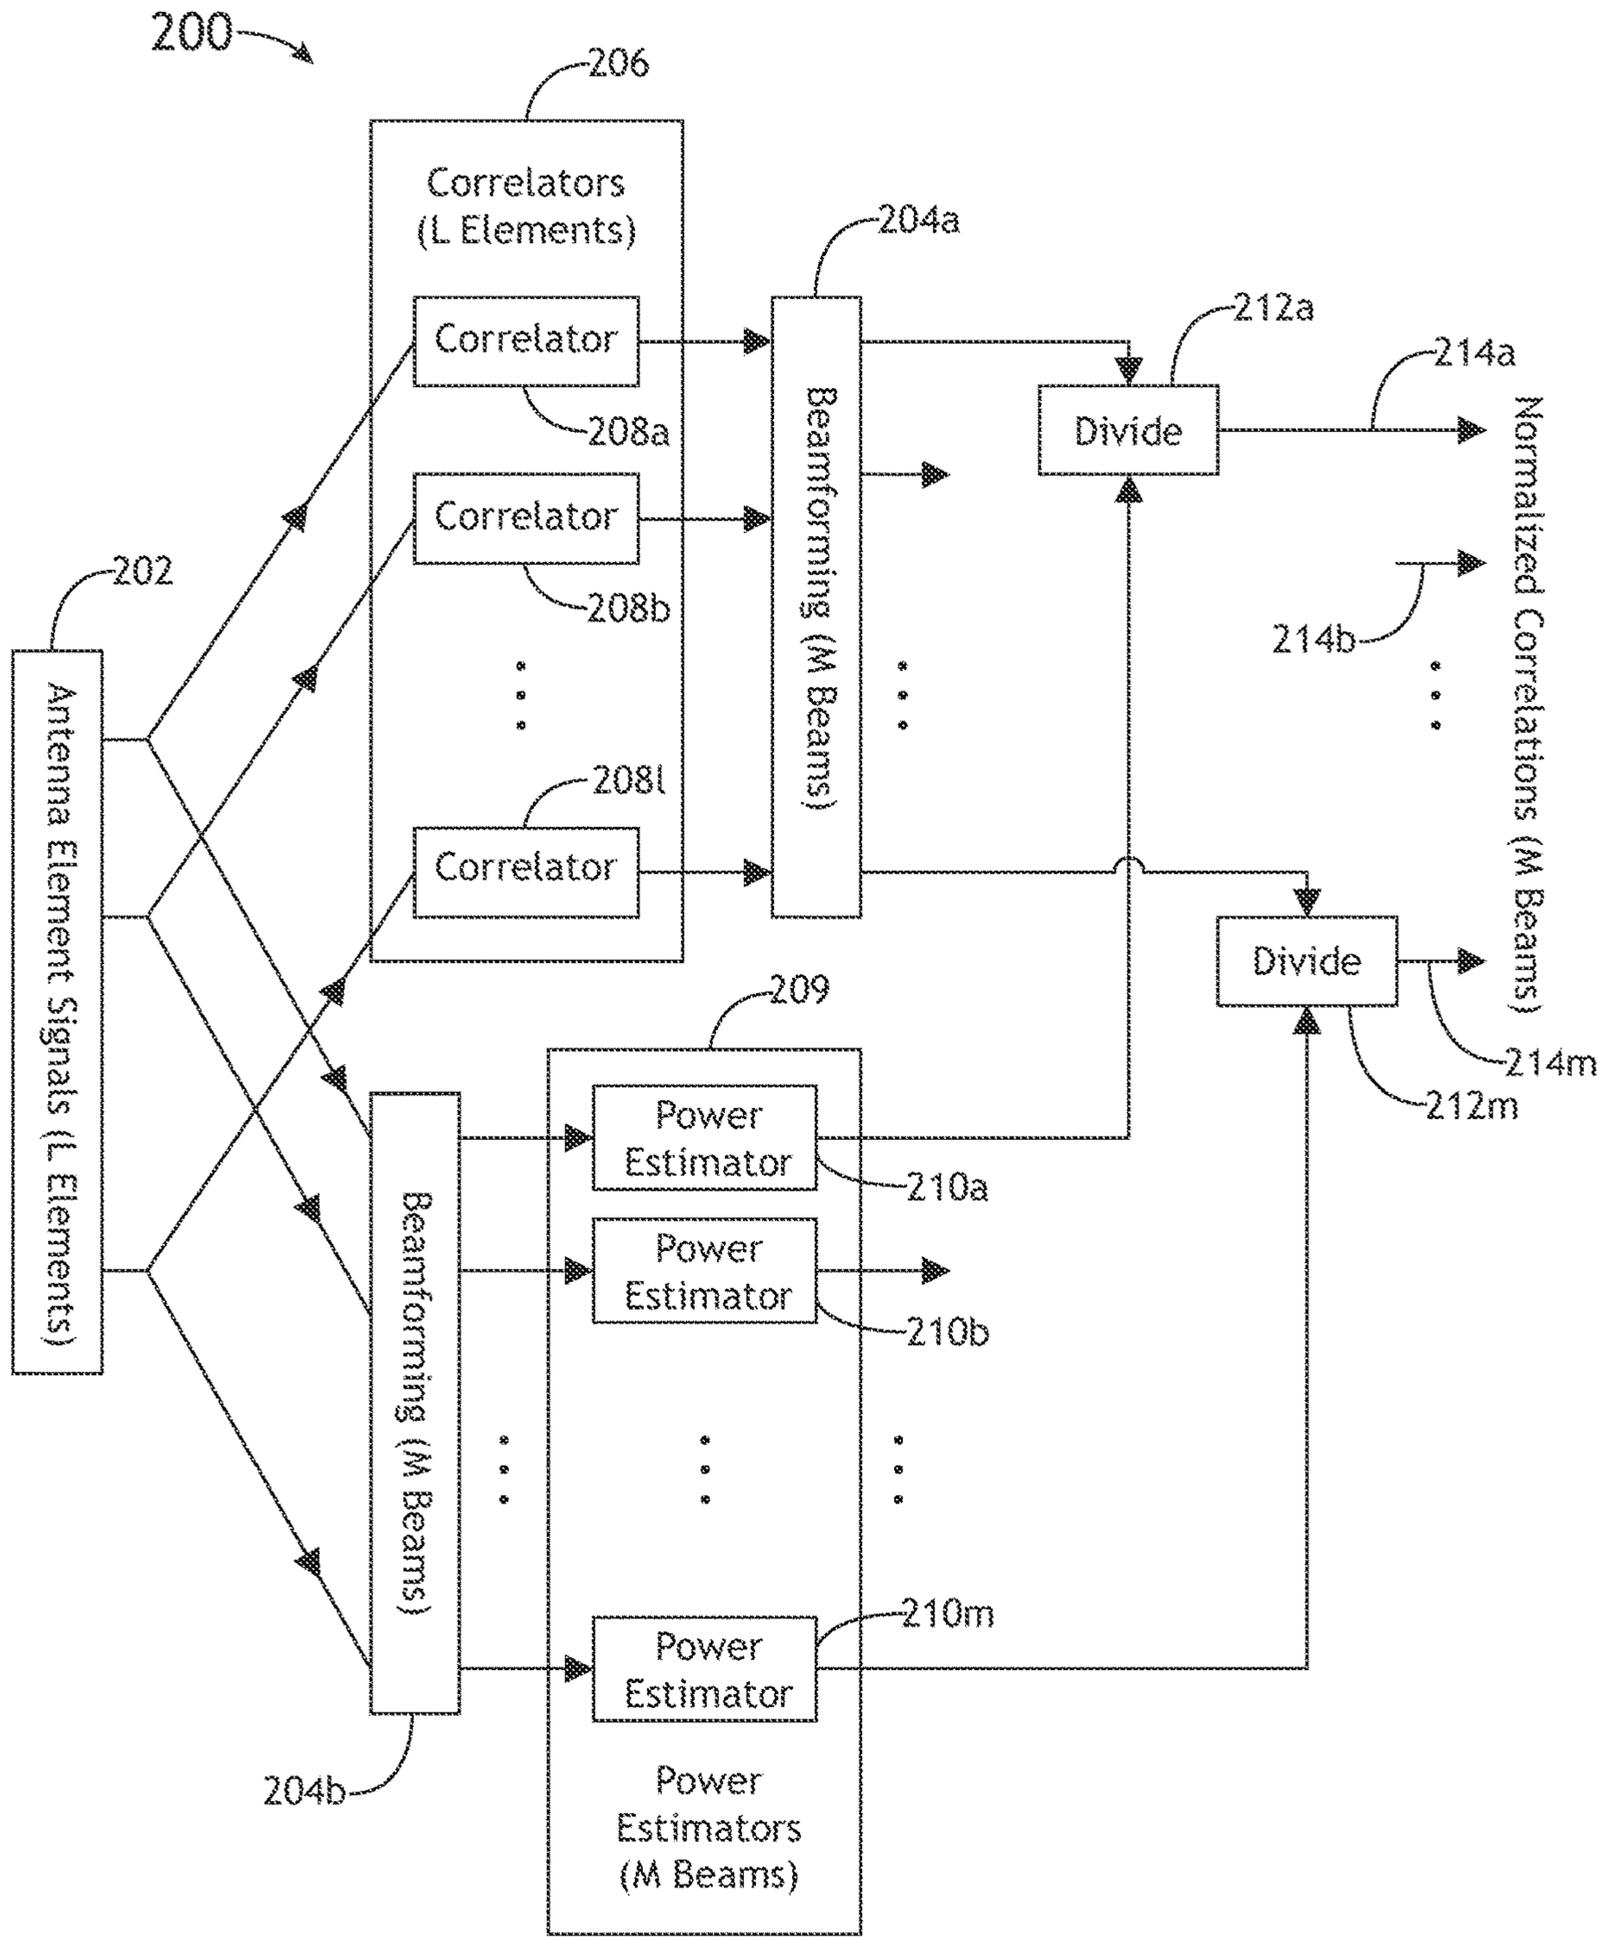 200
206
Correlators
(L Elements)
204a
Correlator
212a
214a
208a
Divide
Correlator
202
208b
214b
Beamforming (M Beams)
Normalized Correlations (M Beams)
Antenna Element Signals (L Elements)
208l
Correlator
Divide
209
214m
212m
Power
Estimator
210a
Power
Estimator
210b
Beamforming (M Beams)
210m
Power
Estimator
204b
Power
Estimators
(M Beams)